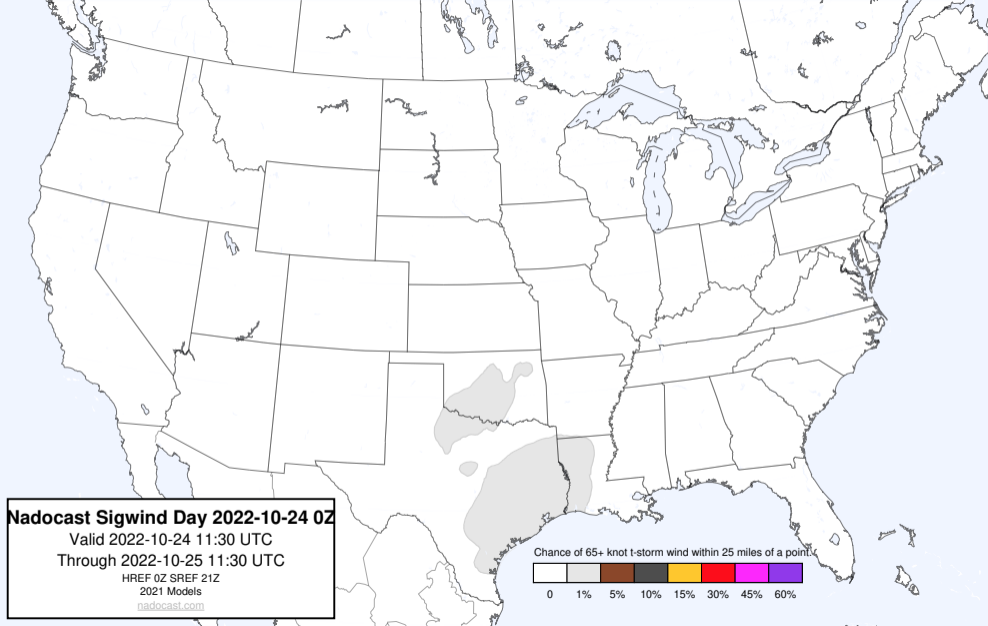 Nadocast Sigwind Day 2022-10-24 0Z
Valid 2022-10-24 11:30 UTC
Through 2022-10-25 11:30 UTC
HREF 0Z SREF 21Z
2021 Models
nadocast.com
Chance of 65+ knot t-storm wind within 25 miles of a point.
0 1% 5% 10% 15% 30% 45% 60%